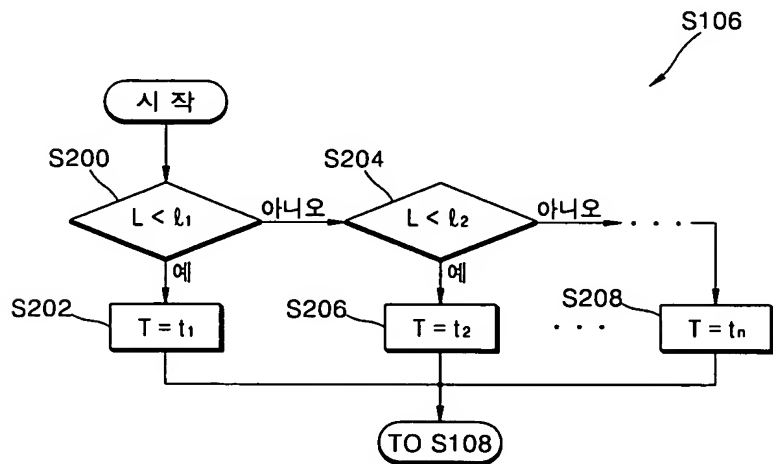 S106
시 작
S200
S204
L < ℓ₁
아니오
L < ℓ₂
아니오
· · · ·
예
예
S202
T = t₁
S206
T = t₂
· · ·
S208
T = tₙ
TO S108